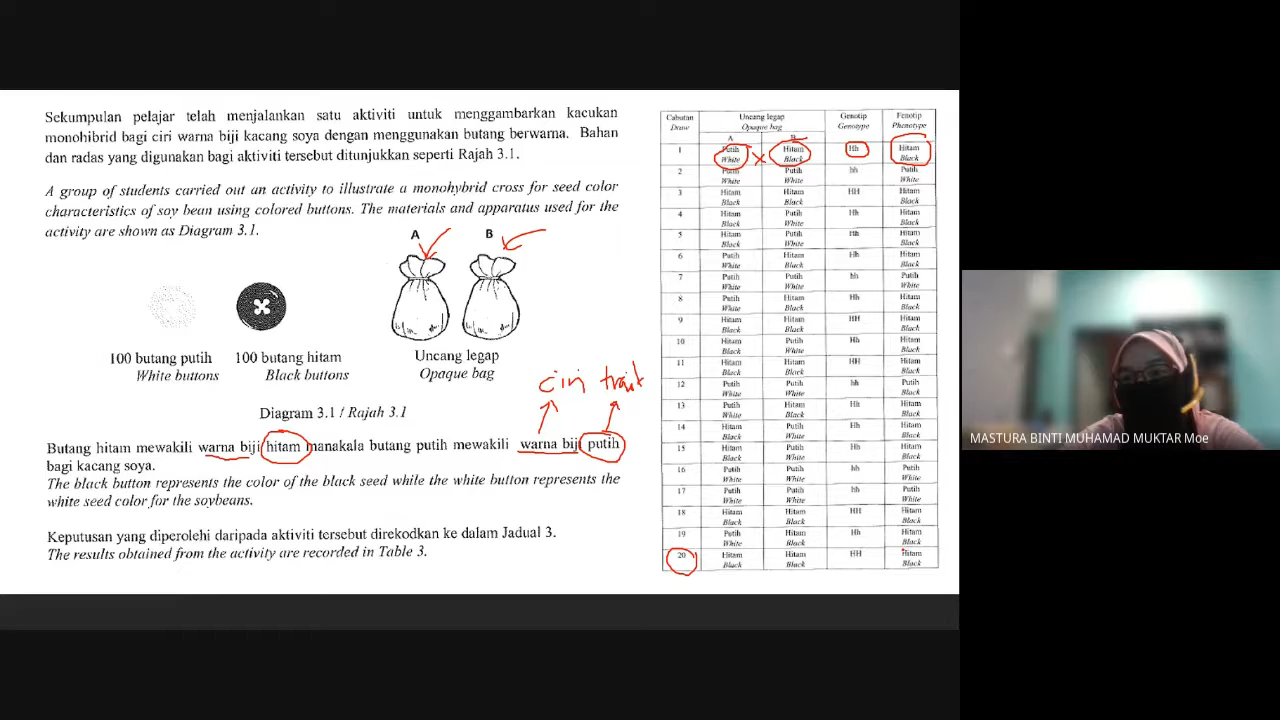 Sekumpulan pelajar telah menjalankan satu aktiviti untuk menggambarkan kacukan
monohibrid bagi ciri warna biji kacang soya dengan menggunakan butang berwarna. Bahan
dan radas yang digunakan bagi aktiviti tersebut ditunjukkan seperti Rajah 3.1.
A group of students carried out an activity to illustrate a monohybrid cross for seed color
characteristics of soy bean using colored buttons. The materials and apparatus used for the
activity are shown as Diagram 3.1.
A B
100 butang putih 100 butang hitam Uncang legap
White buttons Black buttons Opaque bag
ciri trait
Diagram 3.1 / Rajah 3.1
Butang hitam mewakili warna biji hitam manakala butang putih mewakili warna biji putih
bagi kacang soya.
The black button represents the color of the black seed while the white button represents the
white seed color for the soybeans.
Keputusan yang diperolehi daripada aktiviti tersebut direkodkan ke dalam Jadual 3.
The results obtained from the activity are recorded in Table 3.
Cabutan Uncang legap Genotip Fenotip
Draw Opaque bag Genotype Phenotype
A B
1 Putih Hitam Hh Hitam
White x Black Black
2 Putih Putih hh Putih
White White White
3 Hitam Hitam HH Hitam
Black Black Black
4 Hitam Putih Hh Hitam
Black White Black
5 Hitam Putih Hh Hitam
Black White Black
6 Putih Hitam Hh Hitam
White Black Black
7 Putih Putih hh Putih
White White White
8 Putih Hitam Hh Hitam
White Black Black
9 Hitam Hitam HH Hitam
Black Black Black
10 Hitam Putih Hh Hitam
Black White Black
11 Hitam Hitam HH Hitam
Black Black Black
12 Putih Putih hh Putih
White White Black
13 Putih Hitam Hh Hitam
White Black Black
14 Hitam Putih Hh Hitam
Black White Black
15 Hitam Putih Hh Hitam
Black White Black
16 Putih Putih hh Putih
White White White
17 Putih Putih hh Putih
White White White
18 Hitam Hitam HH Hitam
Black Black Black
19 Putih Hitam Hh Hitam
White Black Black
20 Hitam Hitam HH Hitam
Black Black Black
MASTURA BINTI MUHAMAD MUKTAR Moe